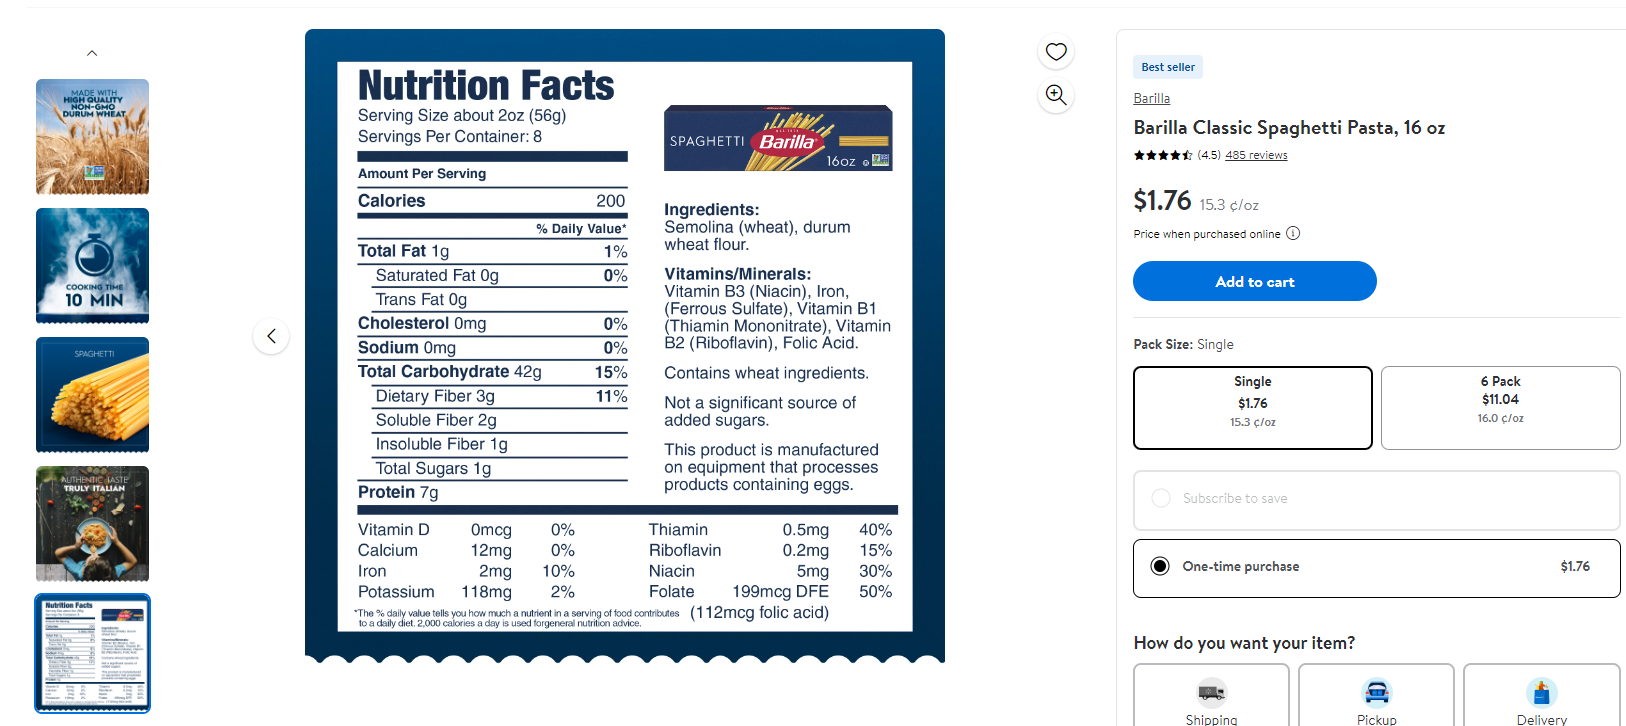 MADE WITH
HIGH QUALITY
NON-GMO
DURUM WHEAT
COOKING TIME
10 MIN
SPAGHETTI
AUTHENTIC TASTE
TRULY ITALIAN
Nutrition Facts
Nutrition Facts
Serving Size about 2oz (56g)
Servings Per Container: 8
Amount Per Serving
Calories 200
% Daily Value*
Total Fat 1g 1%
Saturated Fat 0g 0%
Trans Fat 0g
Cholesterol 0mg 0%
Sodium 0mg 0%
Total Carbohydrate 42g 15%
Dietary Fiber 3g 11%
Soluble Fiber 2g
Insoluble Fiber 1g
Total Sugars 1g
Protein 7g
SPAGHETTI
Barilla
16oz
Ingredients:
Semolina (wheat), durum
wheat flour.
Vitamins/Minerals:
Vitamin B3 (Niacin), Iron,
(Ferrous Sulfate), Vitamin B1
(Thiamin Mononitrate), Vitamin
B2 (Riboflavin), Folic Acid.
Contains wheat ingredients.
Not a significant source of
added sugars.
This product is manufactured
on equipment that processes
products containing eggs.
Vitamin D 0mcg 0% Thiamin 0.5mg 40%
Calcium 12mg 0% Riboflavin 0.2mg 15%
Iron 2mg 10% Niacin 5mg 30%
Potassium 118mg 2% Folate 199mcg DFE 50%
(112mcg folic acid)
*The % daily value tells you how much a nutrient in a serving of food contributes
to a daily diet. 2,000 calories a day is used forgeneral nutrition advice.
Best seller
Barilla
Barilla Classic Spaghetti Pasta, 16 oz
(4.5) 485 reviews
$1.76 15.3 ¢/oz
Price when purchased online
Add to cart
Pack Size: Single
Single
$1.76
15.3 ¢/oz
6 Pack
$11.04
16.0 ¢/oz
Subscribe to save
One-time purchase $1.76
How do you want your item?
Shipping
Pickup
Delivery